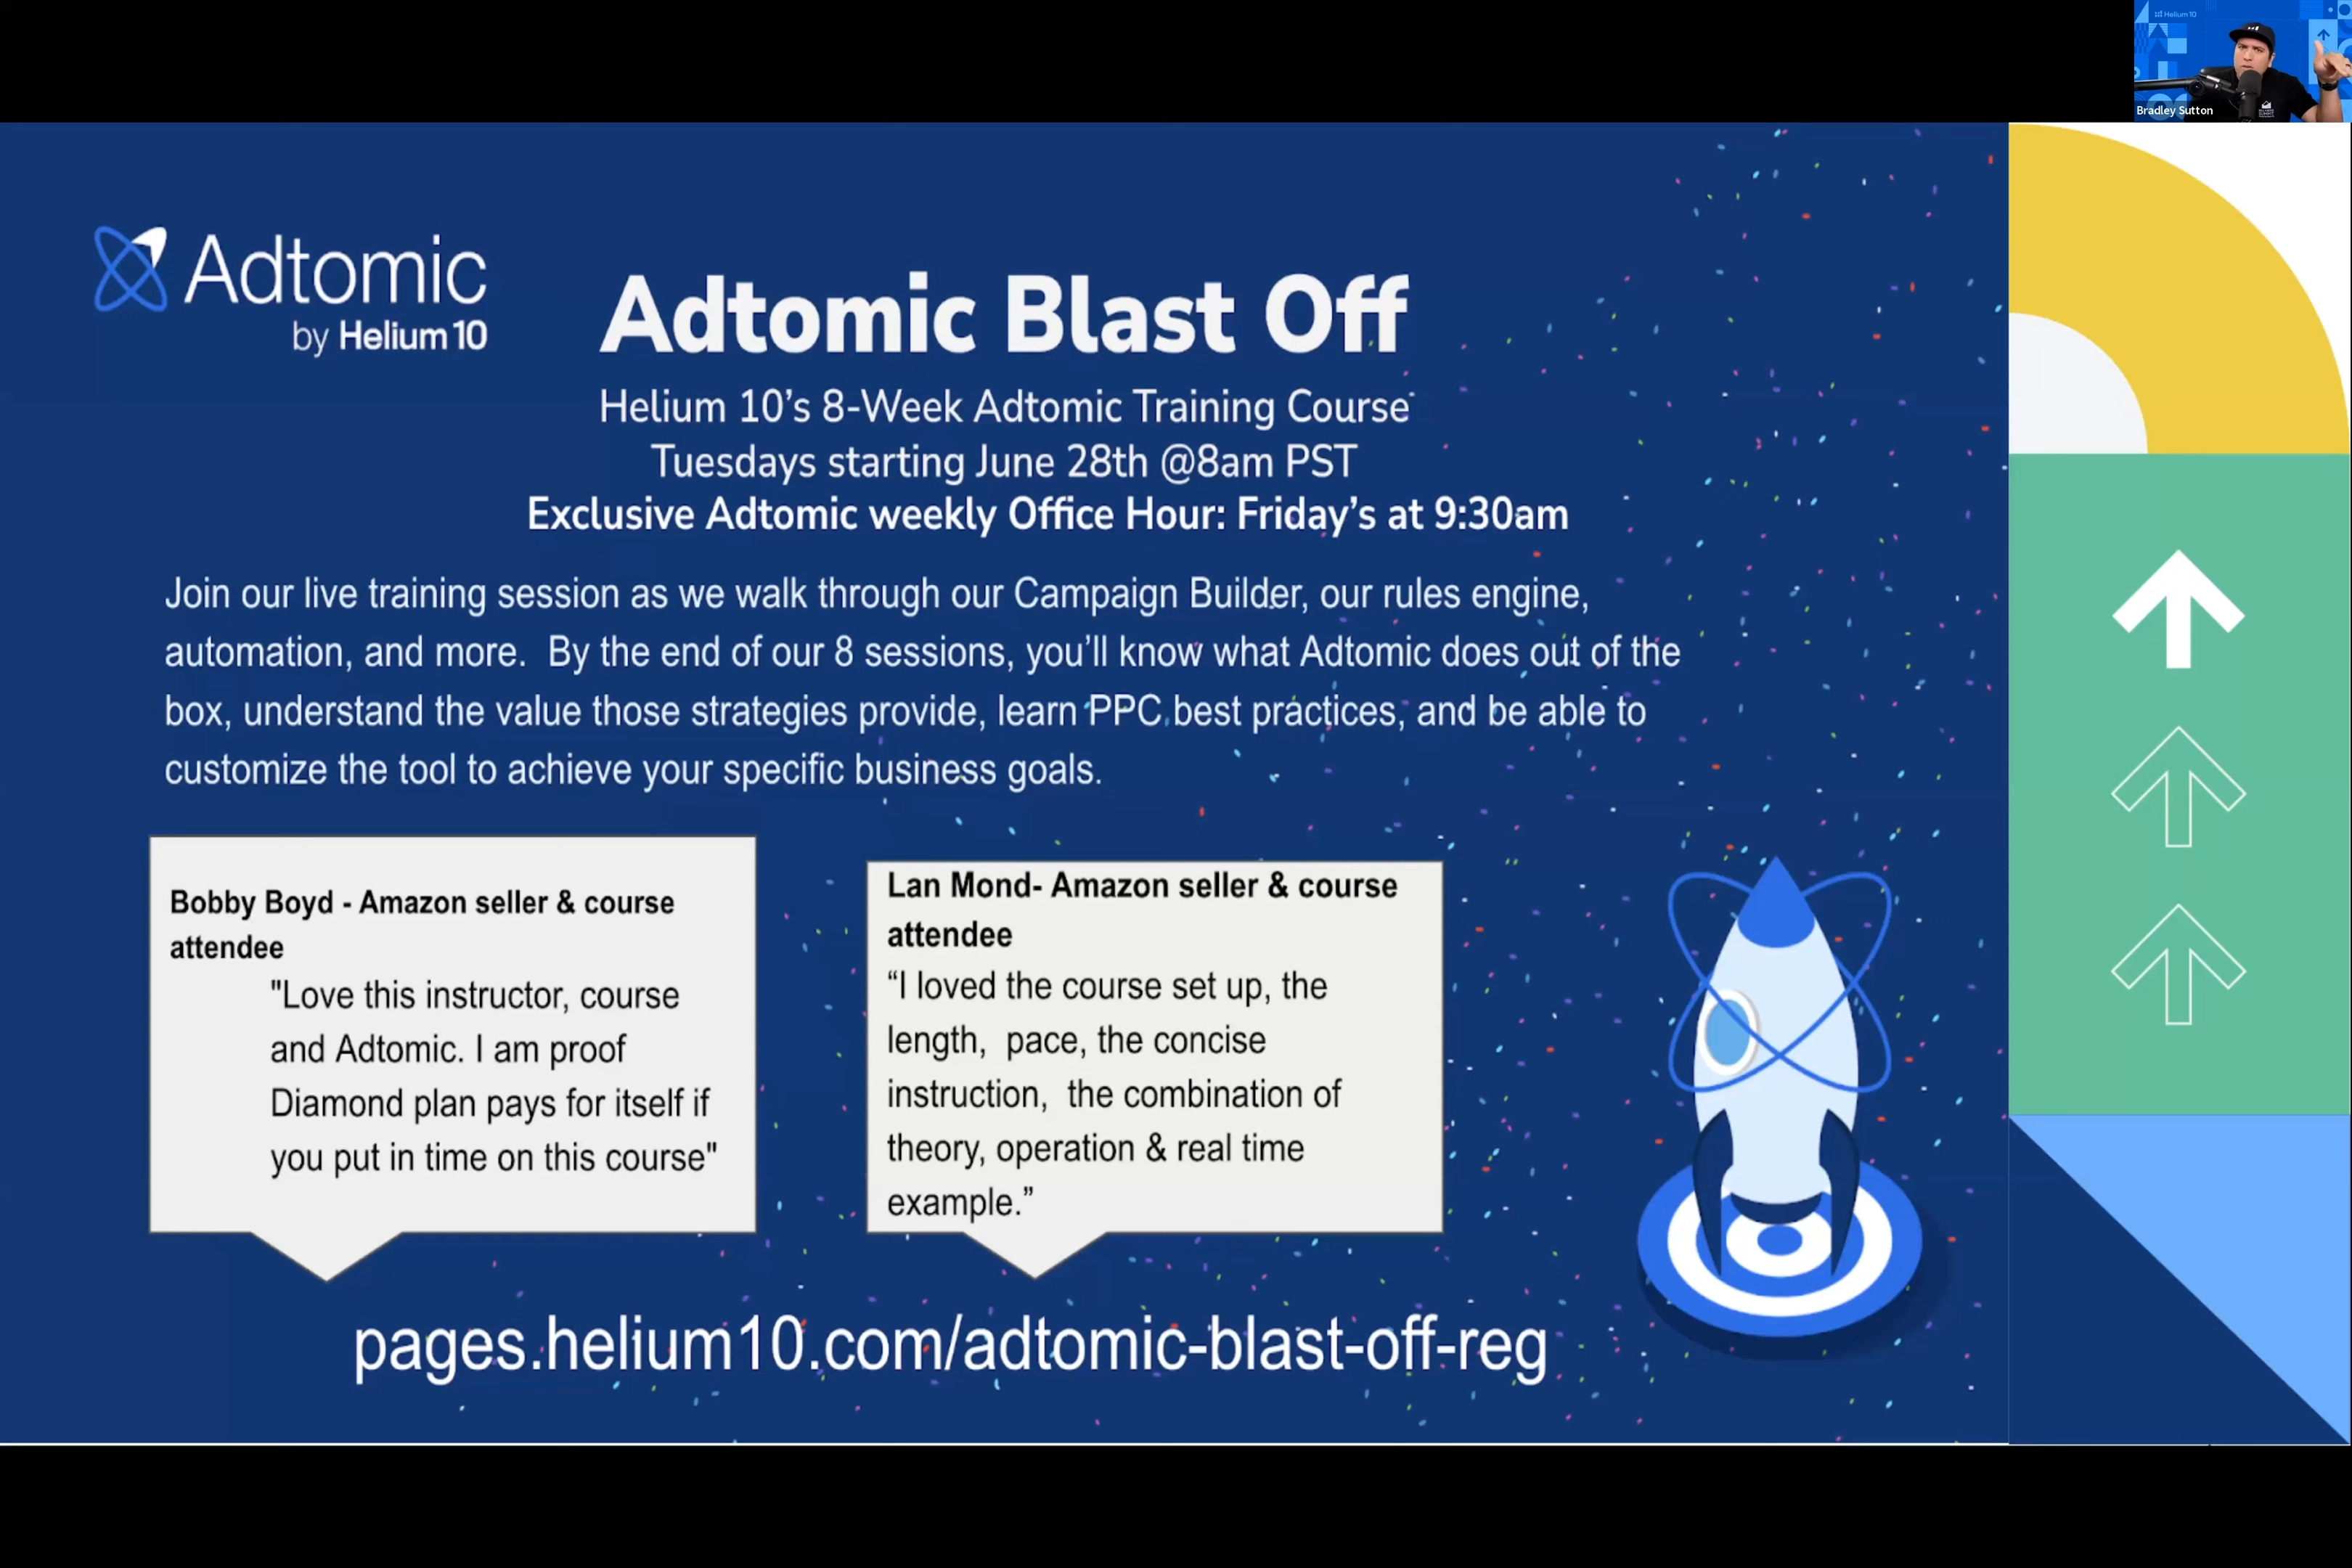 Helium 10
Bradley Sutton
Adtomic
by Helium 10
Adtomic Blast Off
Helium 10's 8-Week Adtomic Training Course
Tuesdays starting June 28th @8am PST
Exclusive Adtomic weekly Office Hour: Friday's at 9:30am
Join our live training session as we walk through our Campaign Builder, our rules engine,
automation, and more.  By the end of our 8 sessions, you'll know what Adtomic does out of the
box, understand the value those strategies provide, learn PPC best practices, and be able to
customize the tool to achieve your specific business goals.
Bobby Boyd - Amazon seller & course
attendee
"Love this instructor, course
and Adtomic. I am proof
Diamond plan pays for itself if
you put in time on this course"
Lan Mond- Amazon seller & course
attendee
“I loved the course set up, the
length,  pace, the concise
instruction,  the combination of
theory, operation & real time
example.”
pages.helium10.com/adtomic-blast-off-reg